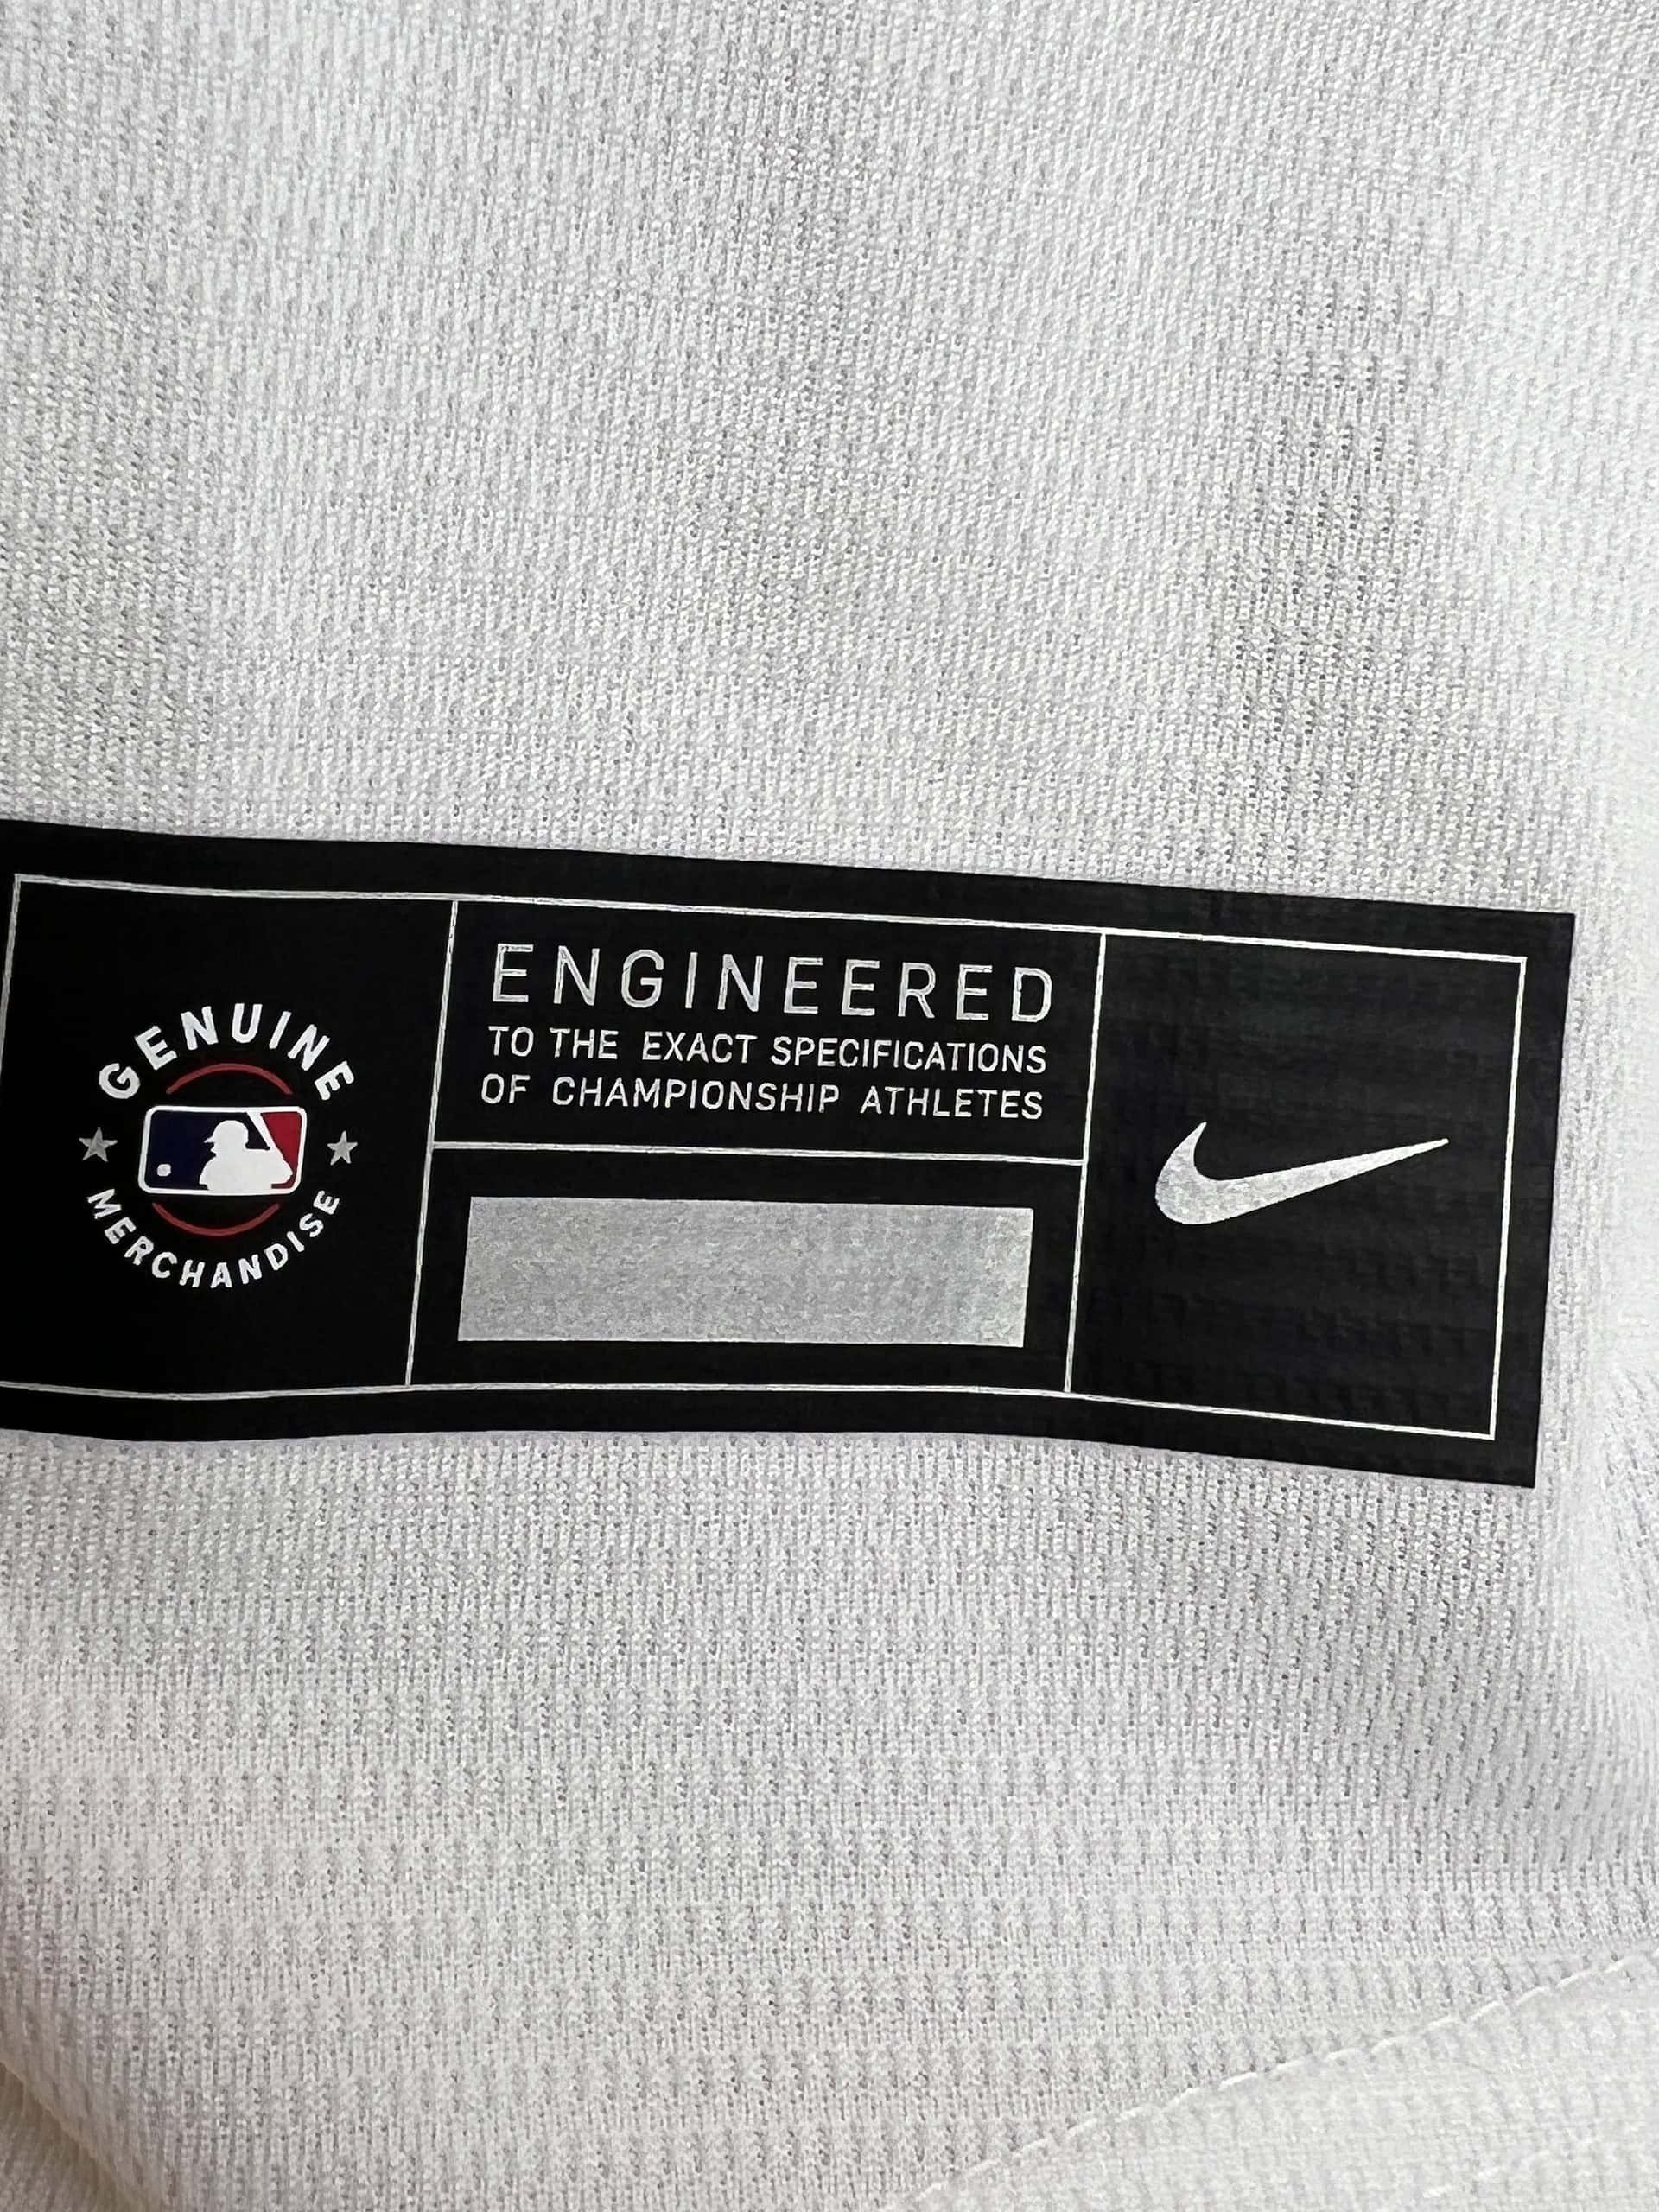 GENUINE
MERCHANDISE
ENGINEERED
TO THE EXACT SPECIFICATIONS
OF CHAMPIONSHIP ATHLETES